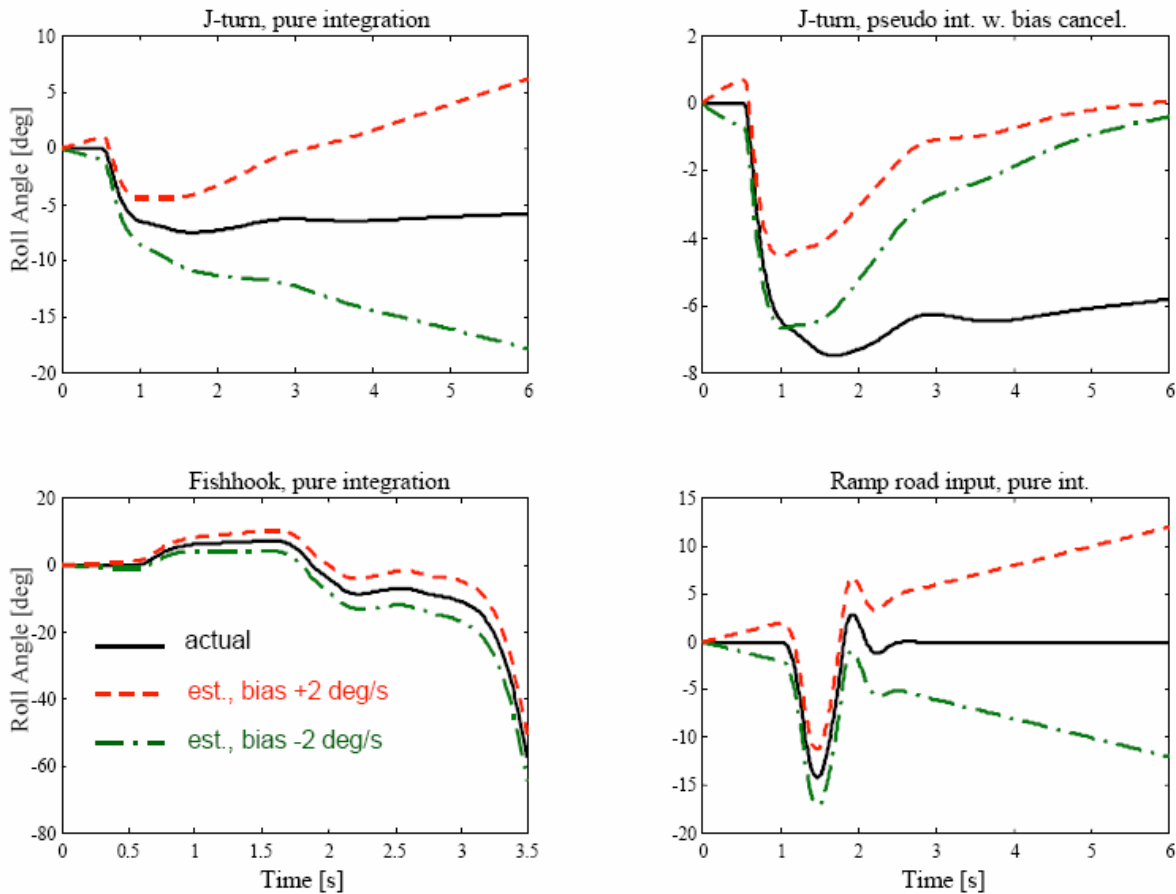 J-turn, pure integration
Roll Angle [deg]
10
5
0
-5
-10
-15
-20
0 1 2 3 4 5 6
J-turn, pseudo int. w. bias cancel.
2
0
-2
-4
-6
-8
0 1 2 3 4 5 6
Fishhook, pure integration
Roll Angle [deg]
20
0
-20
-40
-60
-80
actual
est., bias +2 deg/s
est., bias -2 deg/s
0 0.5 1 1.5 2 2.5 3 3.5
Time [s]
Ramp road input, pure int.
15
10
5
0
-5
-10
-15
-20
0 1 2 3 4 5 6
Time [s]